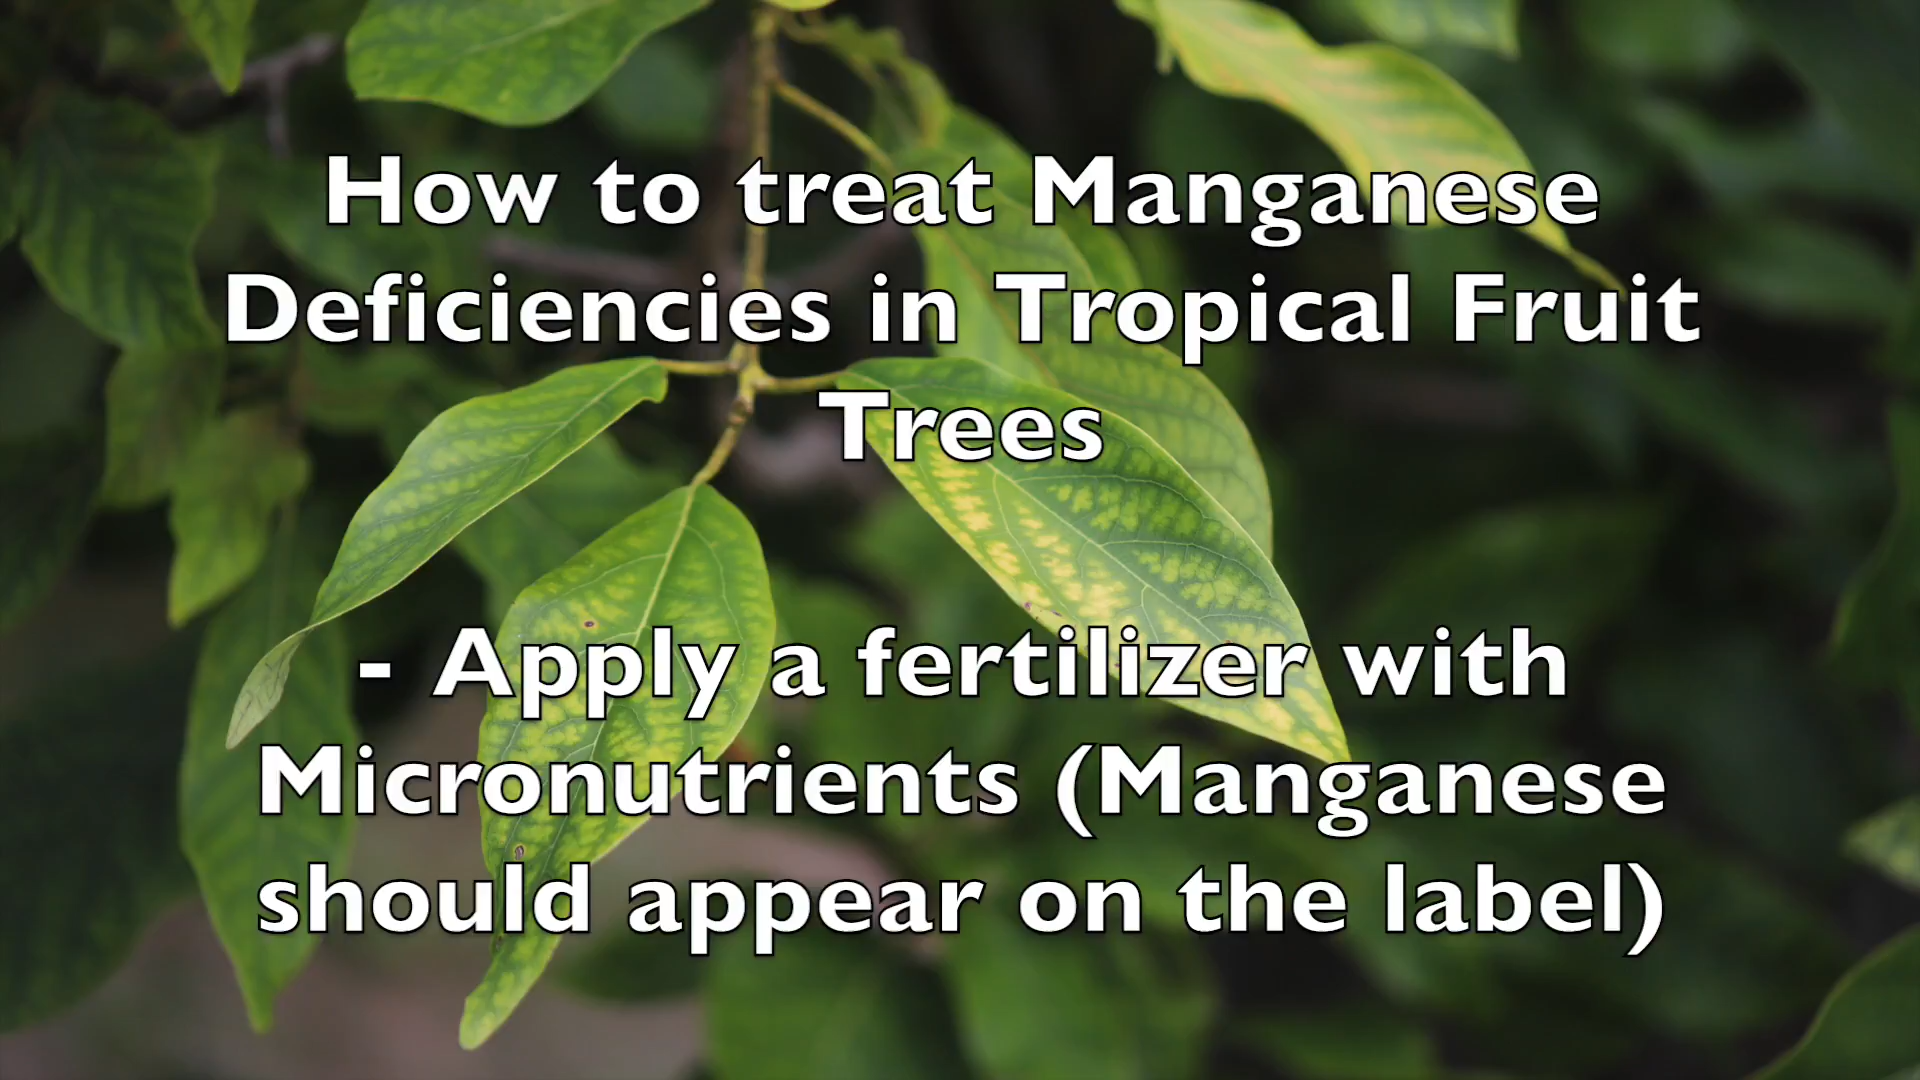 How to treat Manganese
Deficiencies in Tropical Fruit
Trees
- Apply a fertilizer with
Micronutrients (Manganese
should appear on the label)